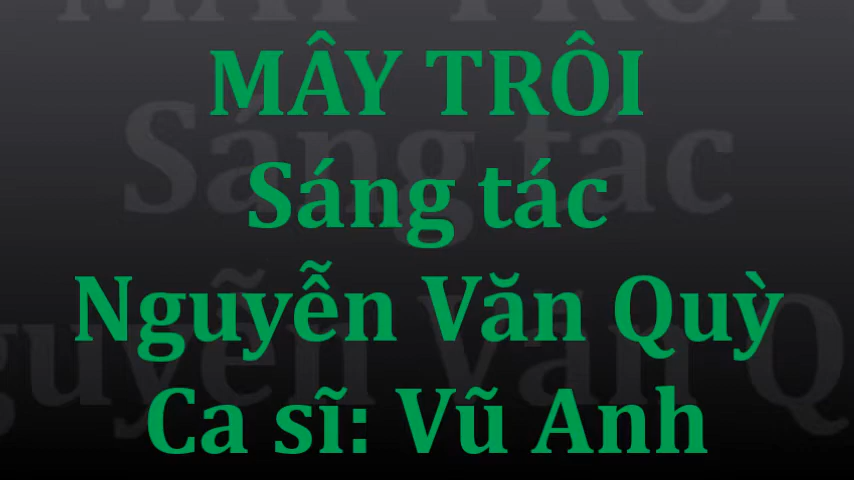 MÂY TRÔI
Sáng tác
Nguyễn Văn Quỳ
Ca sĩ: Vũ Anh